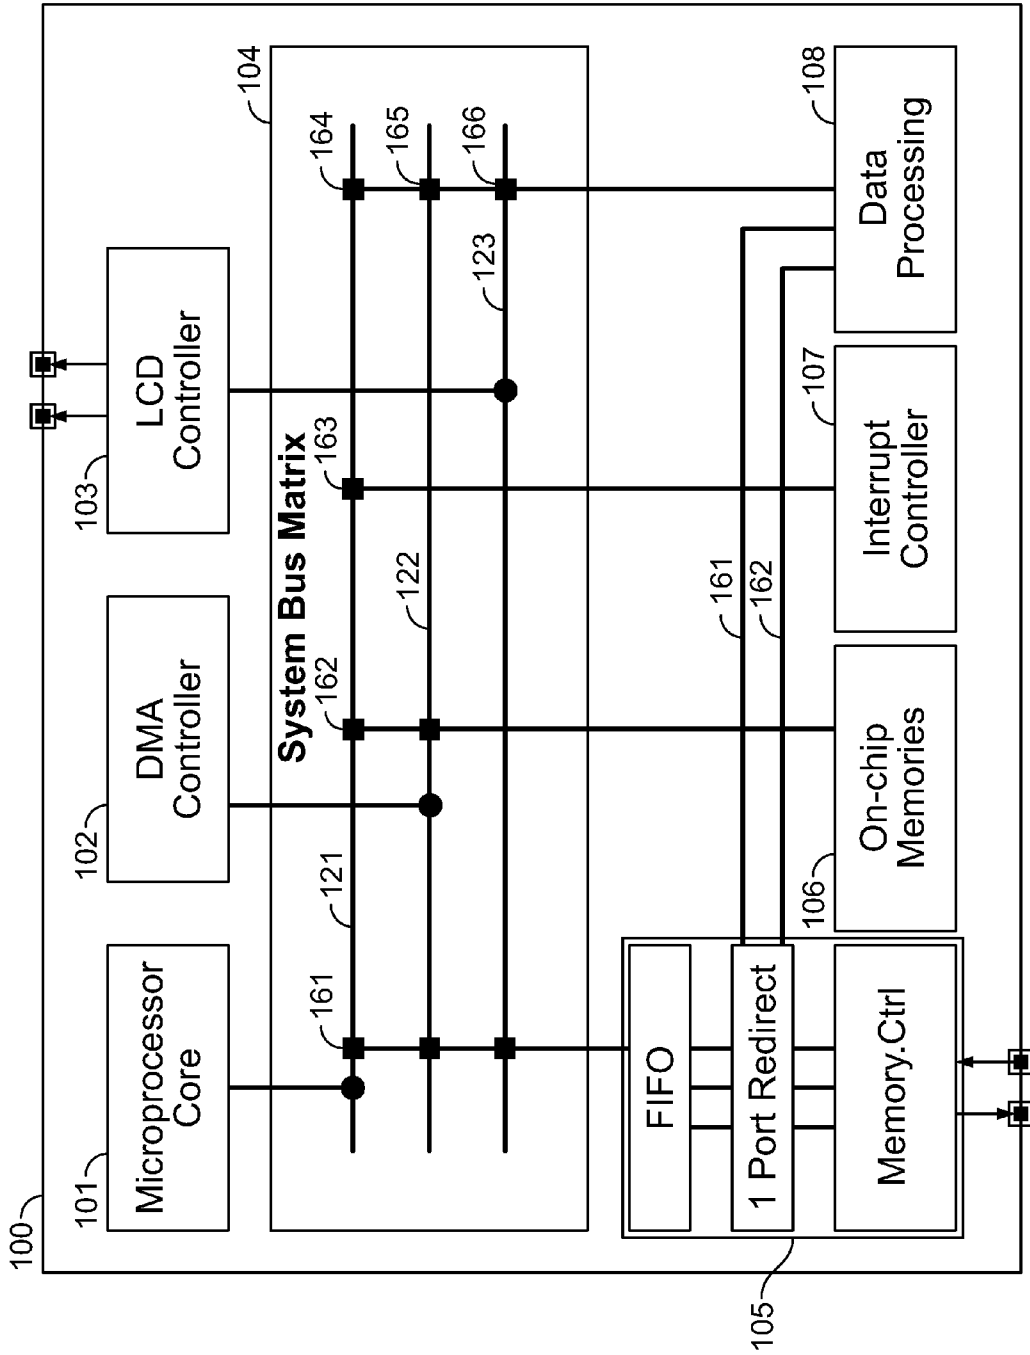 100
101
Microprocessor
Core
102
DMA
Controller
103
LCD
Controller
104
System Bus Matrix
161
121
162
122
163
123
164
165
166
105
FIFO
1 Port Redirect
Memory.Ctrl
161
162
106
On-chip
Memories
107
Interrupt
Controller
108
Data
Processing